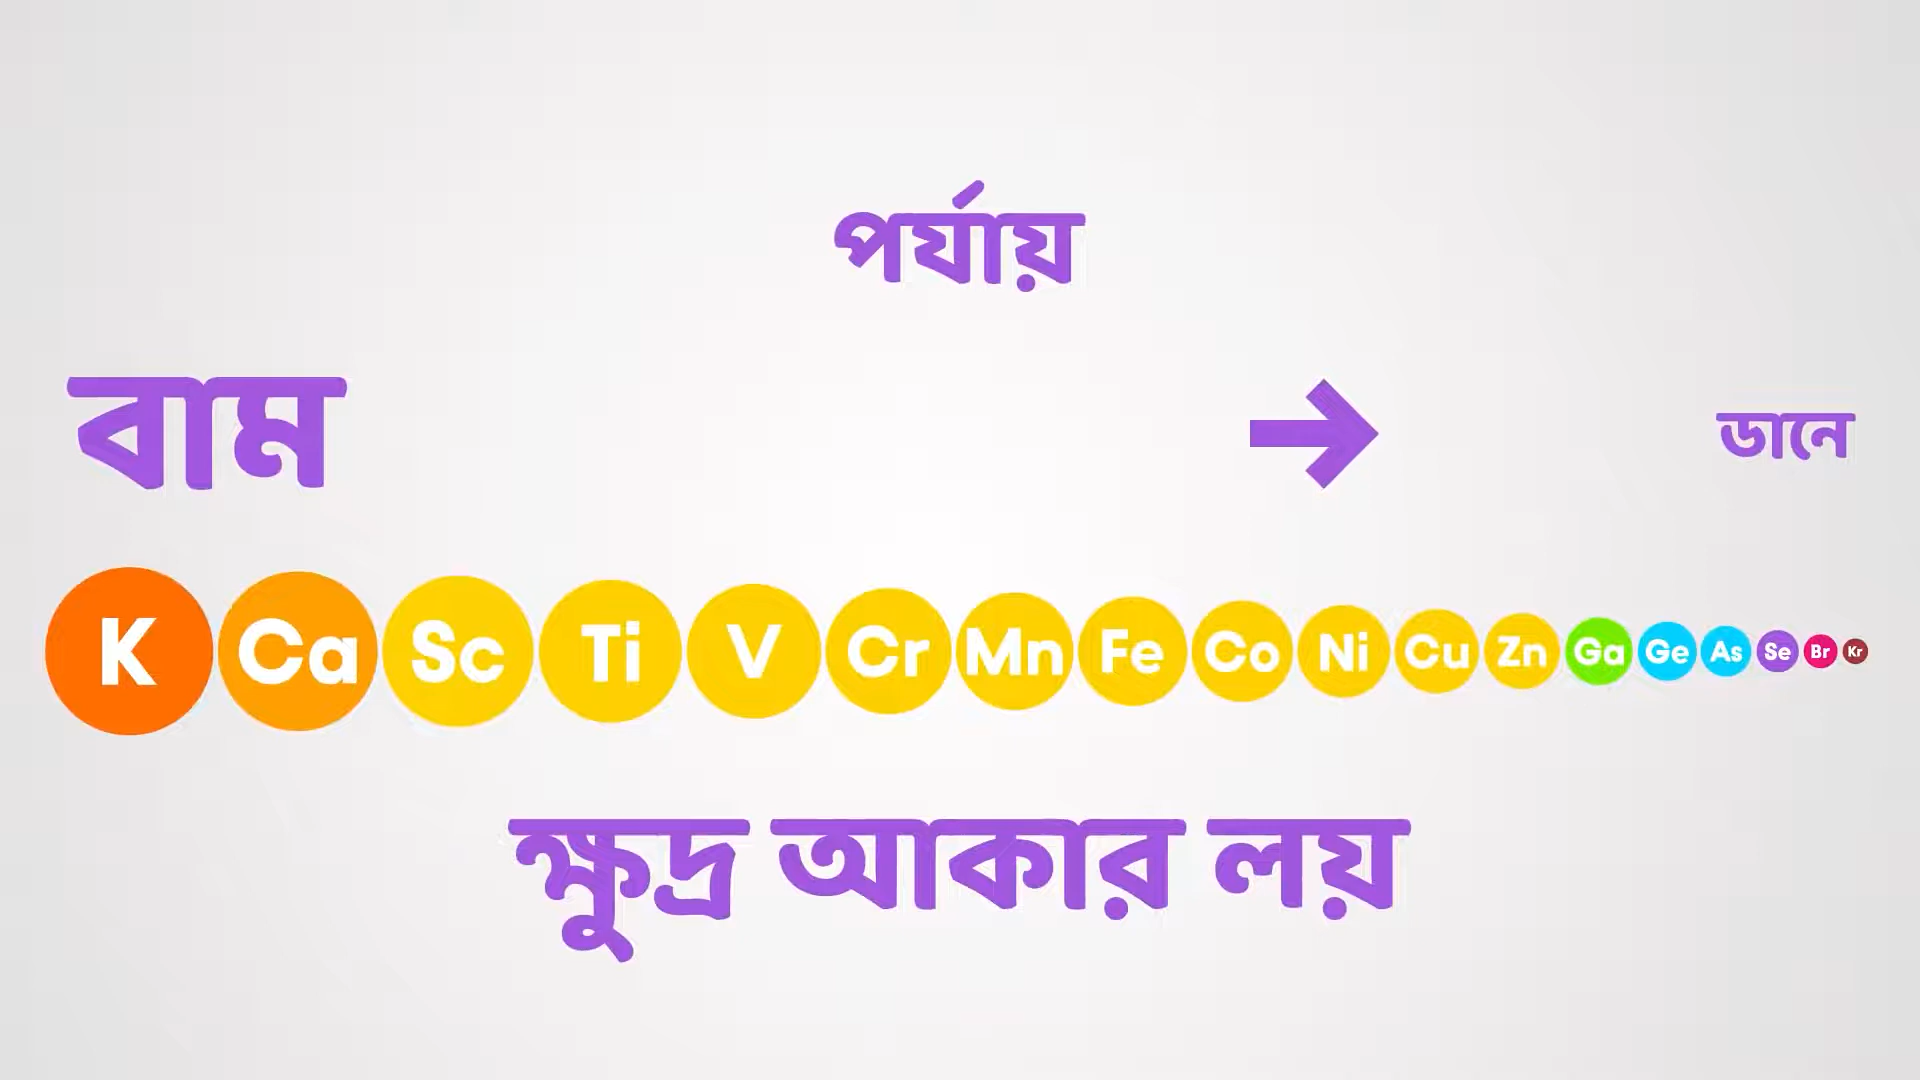 পর্যায়
বাম → ডানে
K Ca Sc Ti V Cr Mn Fe Co Ni Cu Zn Ga Ge As Se Br Kr
ক্ষুদ্র আকার লয়